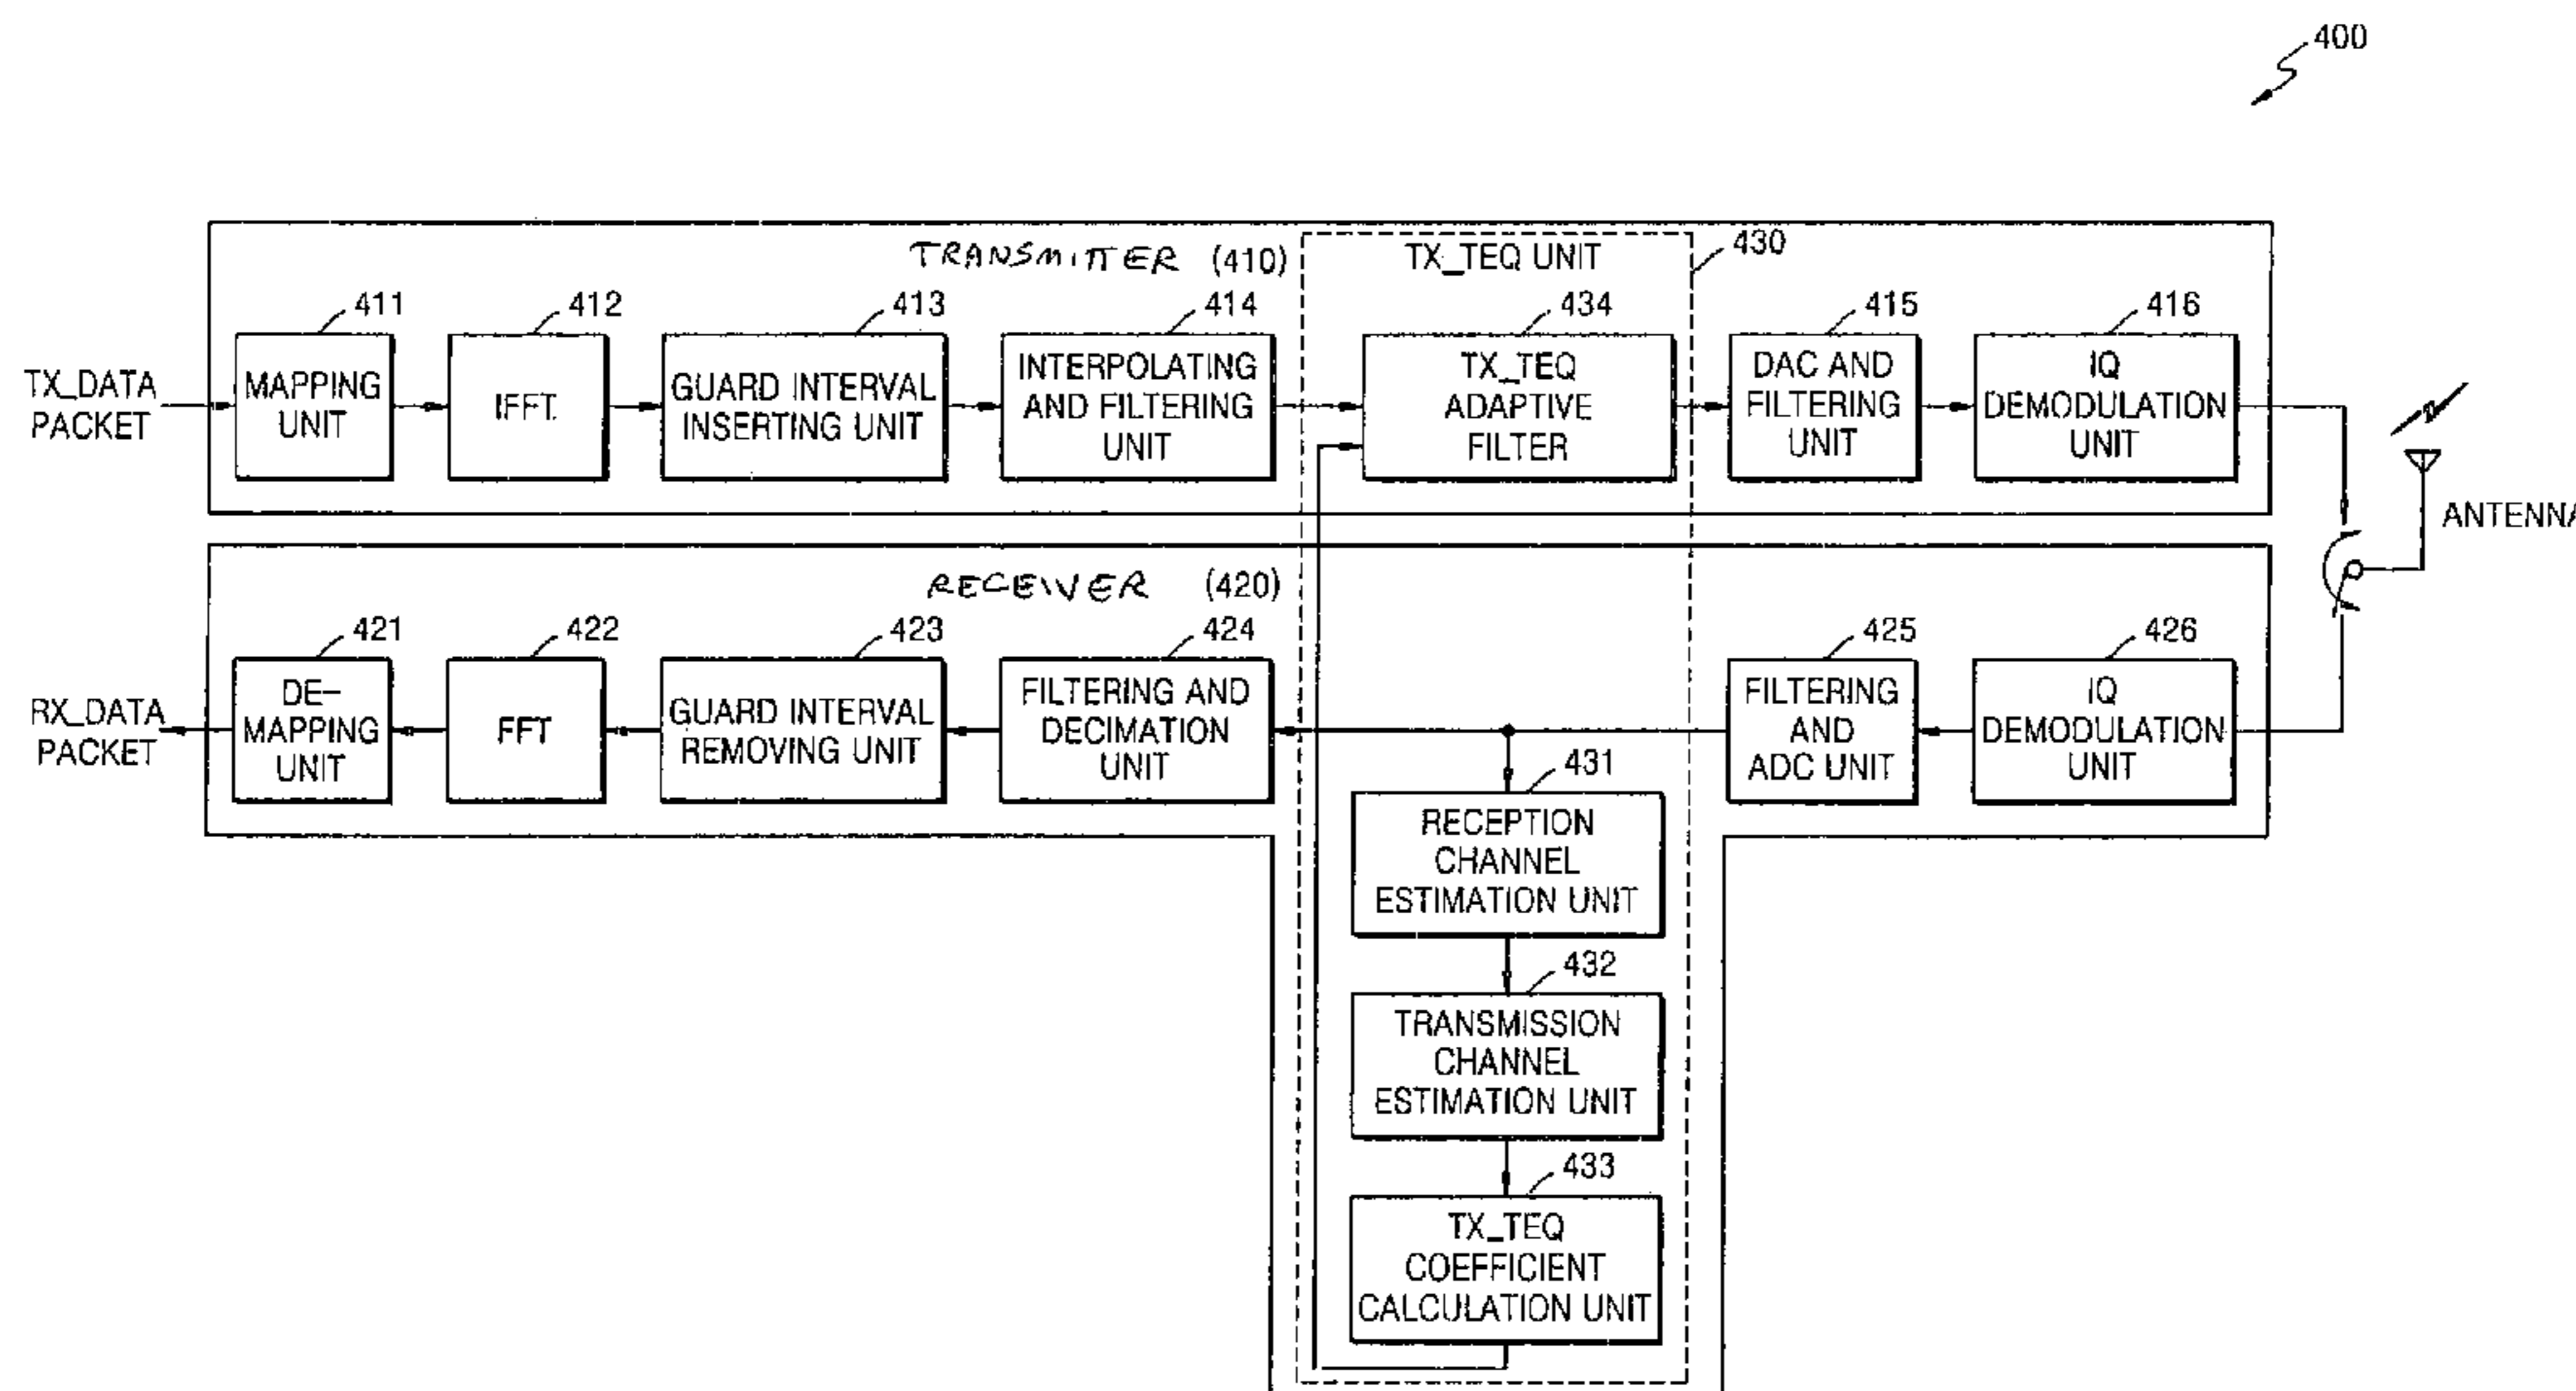 400
TRANSMITTER (410)
TX_TEQ UNIT
430
411
412
413
414
434
415
416
TX_DATA
PACKET
MAPPING
UNIT
IFFT
GUARD INTERVAL
INSERTING UNIT
INTERPOLATING
AND FILTERING
UNIT
TX_TEQ
ADAPTIVE
FILTER
DAC AND
FILTERING
UNIT
IQ
DEMODULATION
UNIT
ANTENNA
RECEIVER (420)
421
422
423
424
425
426
RX_DATA
PACKET
DE-
MAPPING
UNIT
FFT
GUARD INTERVAL
REMOVING UNIT
FILTERING AND
DECIMATION
UNIT
FILTERING
AND
ADC UNIT
IQ
DEMODULATION
UNIT
431
RECEPTION
CHANNEL
ESTIMATION UNIT
432
TRANSMISSION
CHANNEL
ESTIMATION UNIT
433
TX_TEQ
COEFFICIENT
CALCULATION UNIT